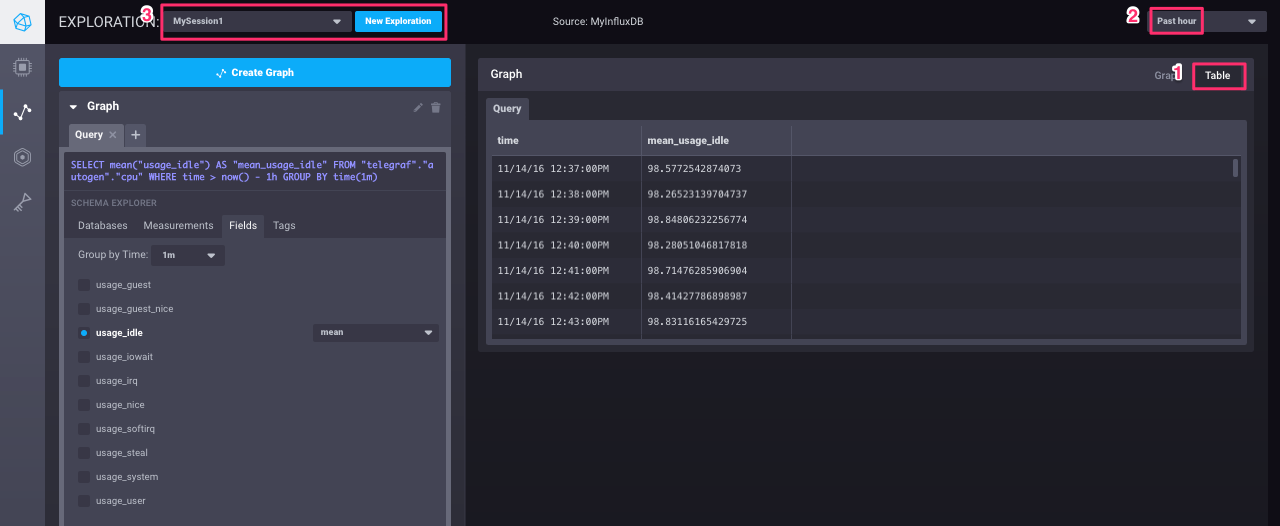 EXPLORATION:
3
MySession1
New Exploration
Source: MyInfluxDB
2
Past hour
Create Graph
Graph
Query
SELECT mean("usage_idle") AS "mean_usage_idle" FROM "telegraf"."a
utogen"."cpu" WHERE time > now() - 1h GROUP BY time(1m)
SCHEMA EXPLORER
Databases Measurements Fields Tags
Group by Time: 1m
usage_guest
usage_guest_nice
usage_idle mean
usage_iowait
usage_irq
usage_nice
usage_softirq
usage_steal
usage_system
usage_user
Graph
Graph 1 Table
Query
time mean_usage_idle
11/14/16 12:37:00PM 98.5772542874073
11/14/16 12:38:00PM 98.26523139704737
11/14/16 12:39:00PM 98.84806232256774
11/14/16 12:40:00PM 98.28051046817818
11/14/16 12:41:00PM 98.71476285906904
11/14/16 12:42:00PM 98.41427786898987
11/14/16 12:43:00PM 98.83116165429725